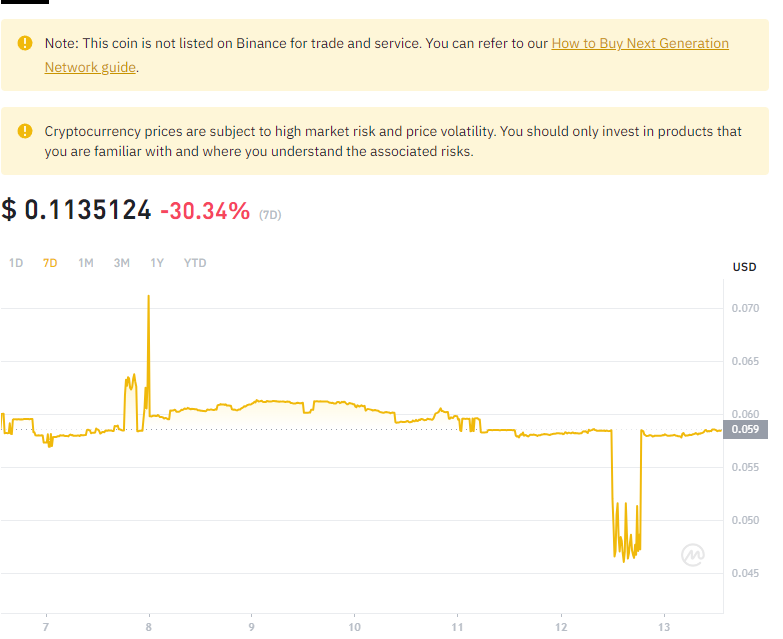 Note: This coin is not listed on Binance for trade and service. You can refer to our How to Buy Next Generation
Network guide.
Cryptocurrency prices are subject to high market risk and price volatility. You should only invest in products that
you are familiar with and where you understand the associated risks.
$ 0.1135124 -30.34% (7D)
1D 7D 1M 3M 1Y YTD
USD
0.070
0.065
0.060
0.059
0.055
0.050
0.045
7 8 9 10 11 12 13